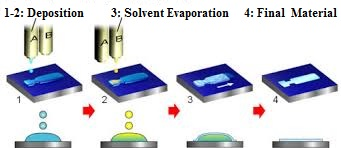 1-2: Deposition 3: Solvent Evaporation 4: Final Material
A B A B
1 2 3 4